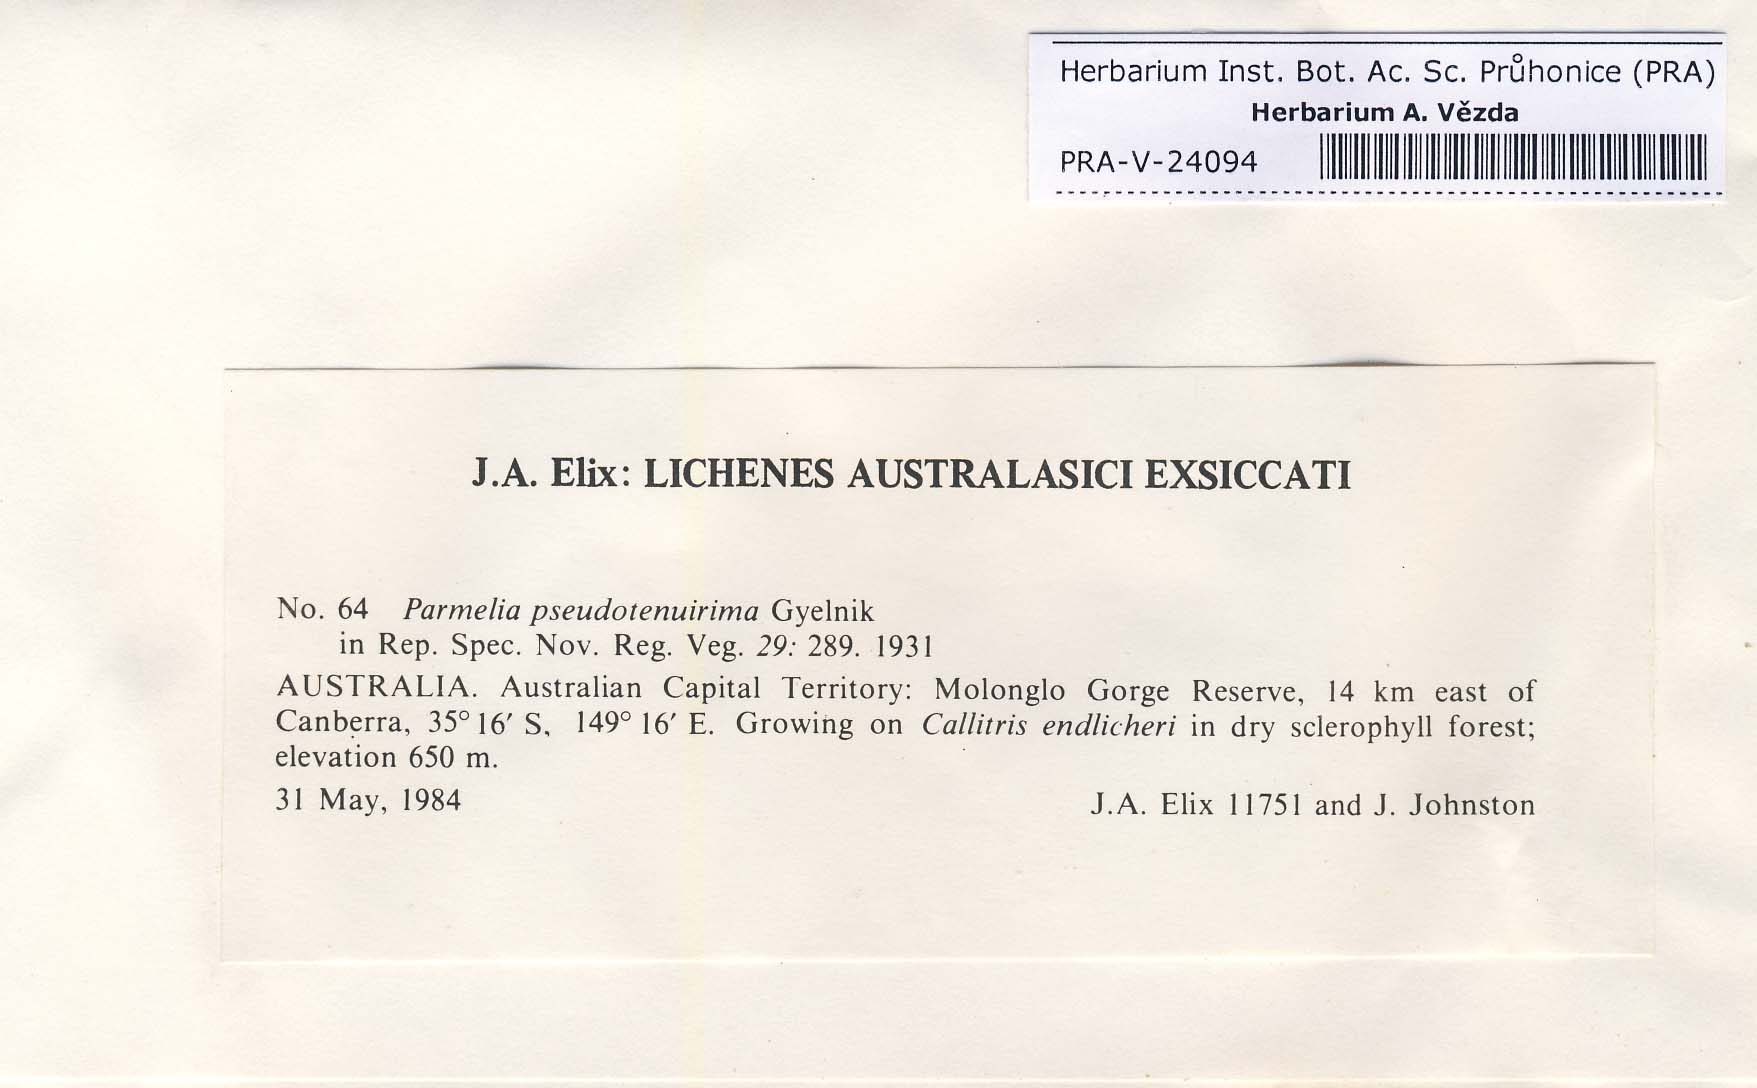 Herbarium Inst. Bot. Ac. Sc. Průhonice (PRA)
Herbarium A. Vězda
PRA-V-24094
J.A. Elix: LICHENES AUSTRALASICI EXSICCATI
No. 64 Parmelia pseudotenuirima Gyelnik
in Rep. Spec. Nov. Reg. Veg. 29: 289. 1931
AUSTRALIA. Australian Capital Territory: Molonglo Gorge Reserve, 14 km east of
Canberra, 35° 16′ S, 149° 16′ E. Growing on Callitris endlicheri in dry sclerophyll forest;
elevation 650 m.
31 May, 1984 J.A. Elix 11751 and J. Johnston